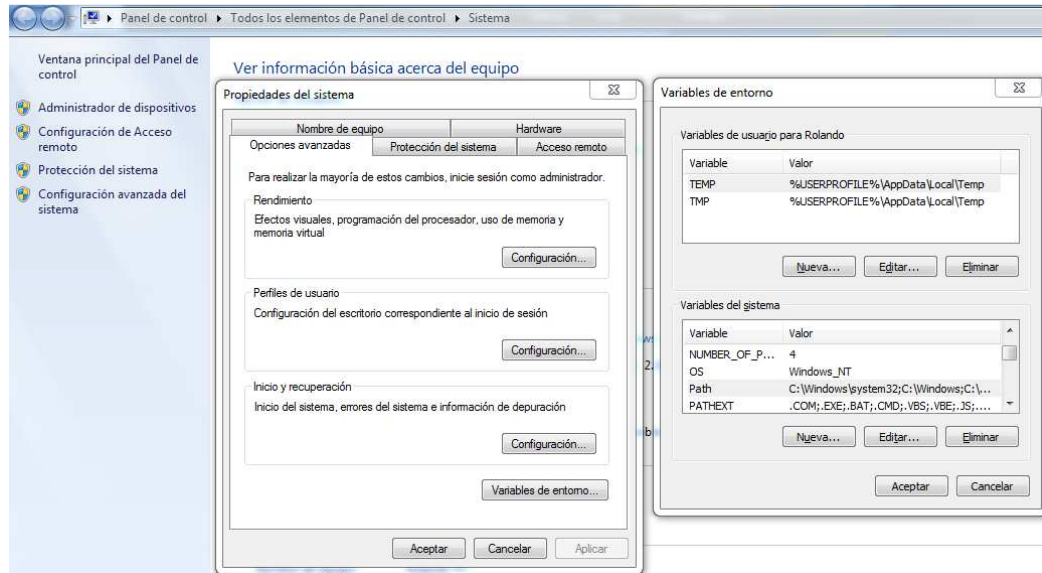 Panel de control ▸ Todos los elementos de Panel de control ▸ Sistema
Ventana principal del Panel de
control
Administrador de dispositivos
Configuración de Acceso
remoto
Protección del sistema
Configuración avanzada del
sistema
Ver información básica acerca del equipo
Propiedades del sistema
Nombre de equipo Hardware
Opciones avanzadas Protección del sistema Acceso remoto
Para realizar la mayoría de estos cambios, inicie sesión como administrador.
Rendimiento
Efectos visuales, programación del procesador, uso de memoria y
memoria virtual
Configuración...
Perfiles de usuario
Configuración del escritorio correspondiente al inicio de sesión
Configuración...
Inicio y recuperación
Inicio del sistema, errores del sistema e información de depuración
Configuración...
Variables de entorno...
Aceptar Cancelar Aplicar
Variables de entorno
Variables de usuario para Rolando
Variable Valor
TEMP %USERPROFILE%\AppData\Local\Temp
TMP %USERPROFILE%\AppData\Local\Temp
Nueva... Editar... Eliminar
Variables del sistema
Variable Valor
NUMBER_OF_P... 4
OS Windows_NT
Path C:\Windows\system32;C:\Windows;C:\...
PATHEXT .COM;.EXE;.BAT;.CMD;.VBS;.VBE;.JS;....
Nueva... Editar... Eliminar
Aceptar Cancelar